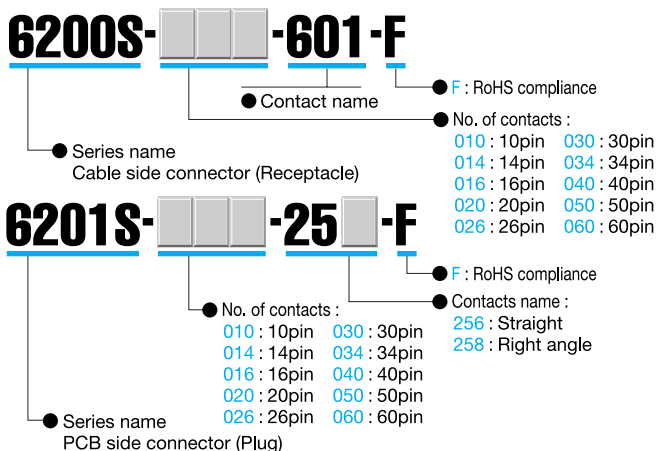 6200S-
-601-F
F : RoHS compliance
Contact name
No. of contacts :
010 : 10pin 030 : 30pin
014 : 14pin 034 : 34pin
016 : 16pin 040 : 40pin
020 : 20pin 050 : 50pin
026 : 26pin 060 : 60pin
Series name
Cable side connector (Receptacle)
6201S- -25 -F
F : RoHS compliance
Contacts name :
256 : Straight
258 : Right angle
No. of contacts :
010 : 10pin 030 : 30pin
014 : 14pin 034 : 34pin
016 : 16pin 040 : 40pin
020 : 20pin 050 : 50pin
026 : 26pin 060 : 60pin
Series name
PCB side connector (Plug)